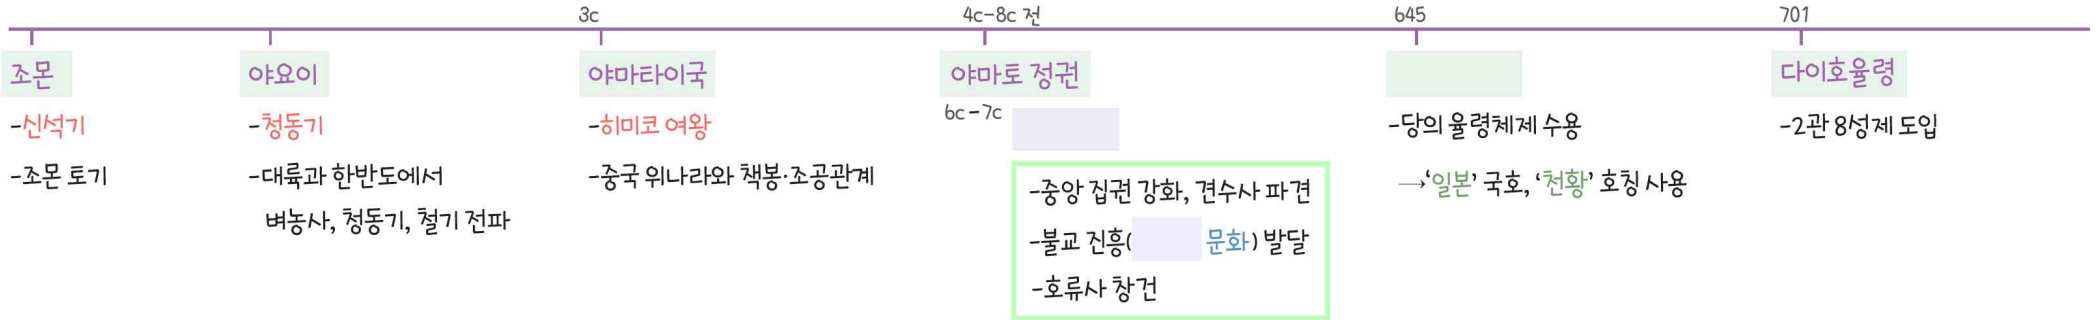 3c
4c-8c 전
645
701
조몬
-신석기
-조몬 토기
야요이
-청동기
-대륙과 한반도에서
벼농사, 청동기, 철기 전파
야마타이국
-히미코 여왕
-중국 위나라와 책봉·조공관계
야마토 정권
6c-7c
-중앙 집권 강화, 견수사 파견
-불교 진흥( 문화) 발달
-호류사 창건
-당의 율령체제 수용
→'일본' 국호, '천황' 호칭 사용
다이호율령
-2관 8성제 도입